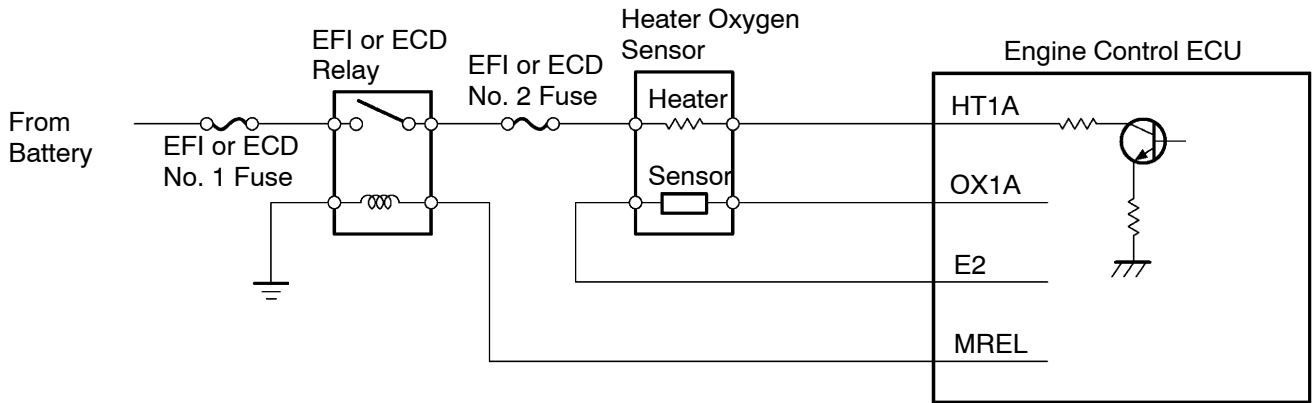 Heater Oxygen
Sensor
EFI or ECD
Relay
Engine Control ECU
EFI or ECD
No. 2 Fuse
Heater
HT1A
From
Battery
EFI or ECD
No. 1 Fuse
Sensor
OX1A
E2
MREL